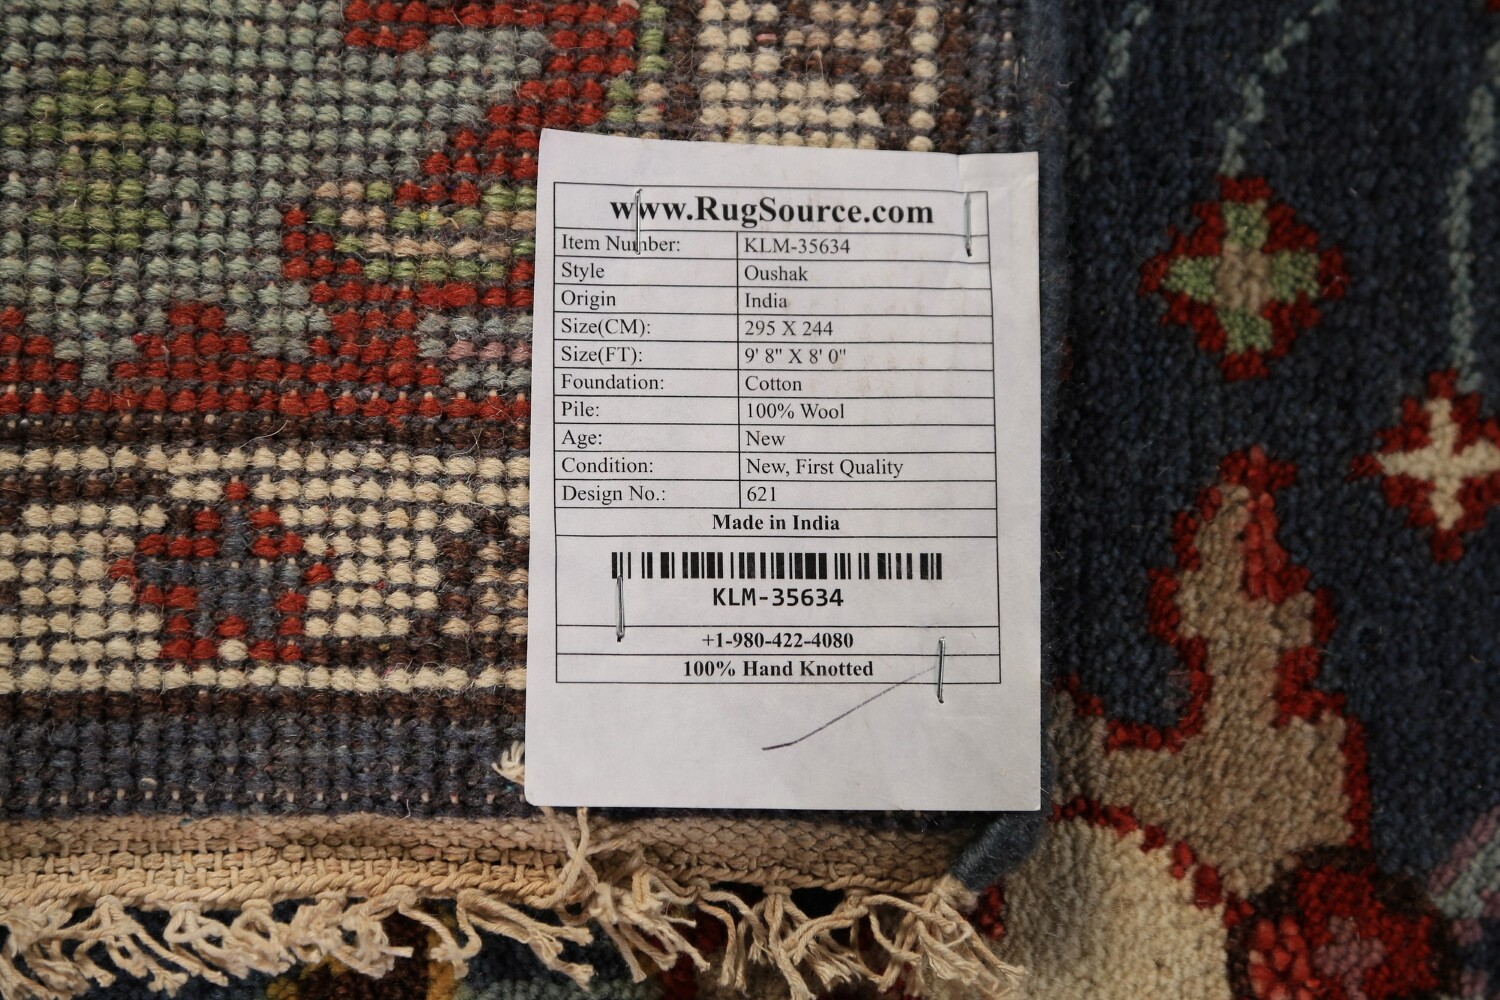 www.RugSource.com
Item Number: KLM-35634
Style Oushak
Origin India
Size(CM): 295 X 244
Size(FT): 9' 8" X 8' 0"
Foundation: Cotton
Pile: 100% Wool
Age: New
Condition: New, First Quality
Design No.: 621
Made in India
KLM-35634
+1-980-422-4080
100% Hand Knotted